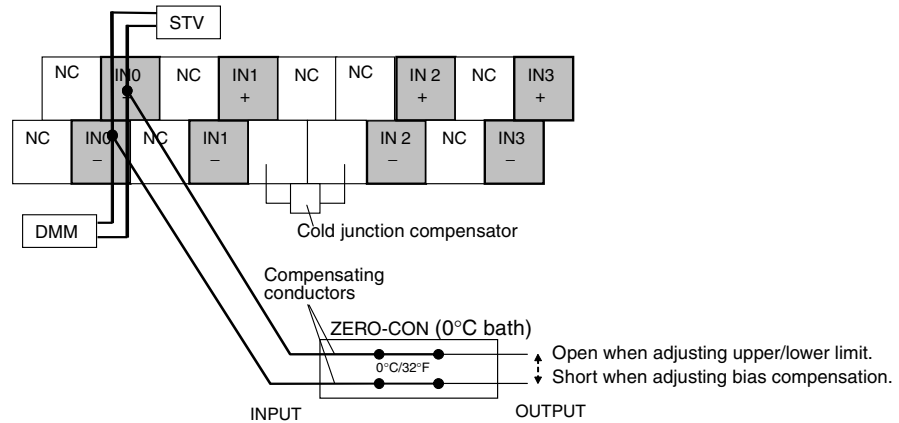 STV
NC IN0 + NC IN1 + NC NC IN 2 + NC IN3 +
NC IN0 − NC IN1 − IN 2 − NC IN3 −
DMM
Cold junction compensator
Compensating
conductors
ZERO-CON (0°C bath)
0°C/32°F
Open when adjusting upper/lower limit.
Short when adjusting bias compensation.
INPUT
OUTPUT